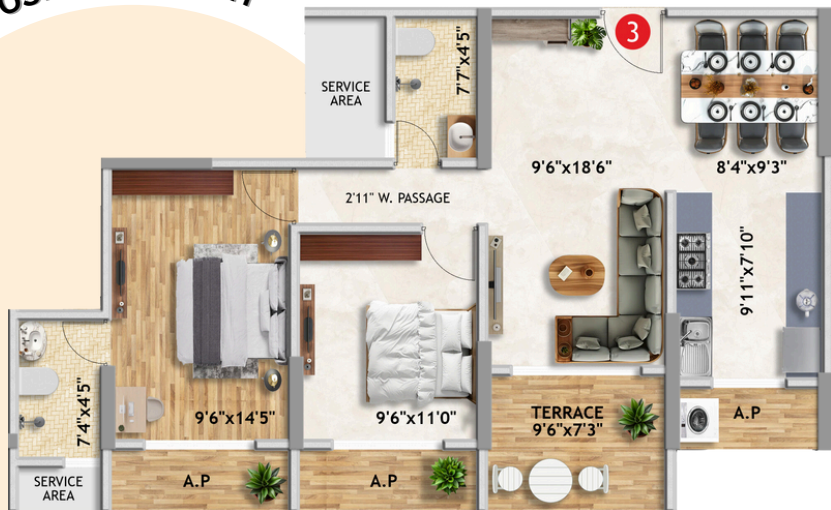 3
SERVICE
AREA
7'7"x4'5"
9'6"x18'6"
8'4"x9'3"
2'11" W. PASSAGE
9'11"x7'10"
7'4"x4'5"
9'6"x14'5"
9'6"x11'0"
TERRACE
9'6"x7'3"
A.P
SERVICE
AREA
A.P
A.P